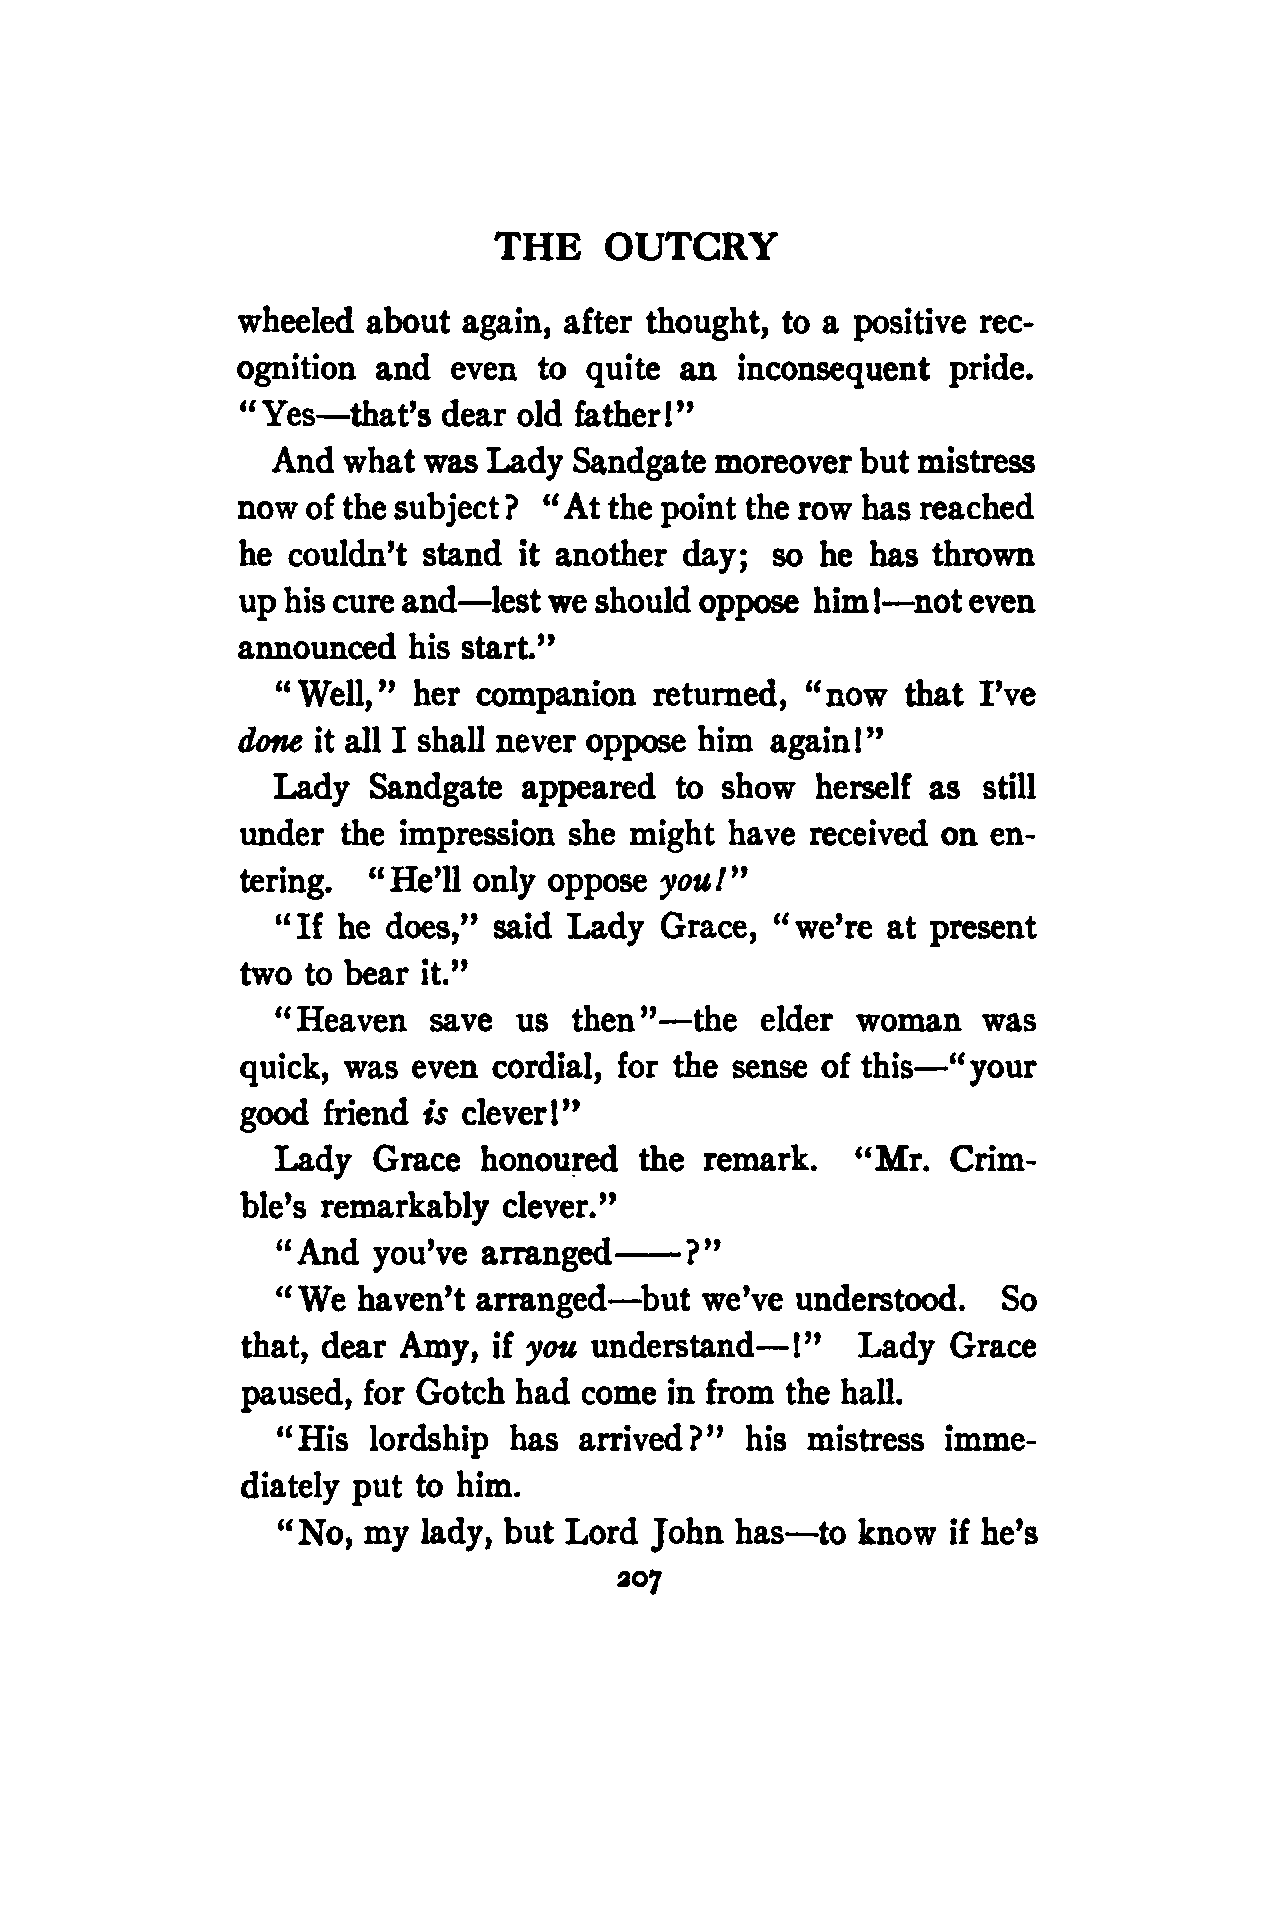 THE OUTCRY
wheeled about again, after thought, to a positive rec-
ognition and even to quite an inconsequent pride.
“Yes—that’s dear old father!”
And what was Lady Sandgate moreover but mistress
now of the subject? “At the point the row has reached
he couldn’t stand it another day; so he has thrown
up his cure and—lest we should oppose him!—not even
announced his start.”
“Well,” her companion returned, “now that I’ve
done it all I shall never oppose him again!”
Lady Sandgate appeared to show herself as still
under the impression she might have received on en-
tering. “He’ll only oppose you!”
“If he does,” said Lady Grace, “we’re at present
two to bear it.”
“Heaven save us then”—the elder woman was
quick, was even cordial, for the sense of this—“your
good friend is clever!”
Lady Grace honoured the remark. “Mr. Crim-
ble’s remarkably clever.”
“And you’ve arranged——?”
“We haven’t arranged—but we’ve understood. So
that, dear Amy, if you understand—!” Lady Grace
paused, for Gotch had come in from the hall.
“His lordship has arrived?” his mistress imme-
diately put to him.
“No, my lady, but Lord John has—to know if he’s
207